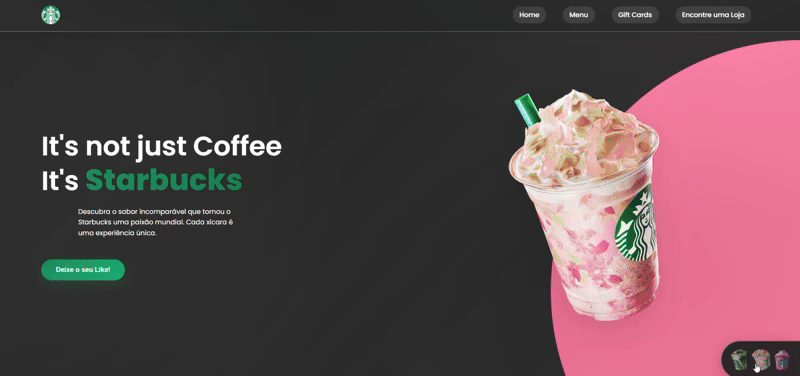 Home
Menu
Gift Cards
Encontre uma Loja
It's not just Coffee
It's Starbucks
Descubra o sabor incomparável que tornou o
Starbucks uma paixão mundial. Cada xícara é
uma experiência única.
Deixe o seu Like!